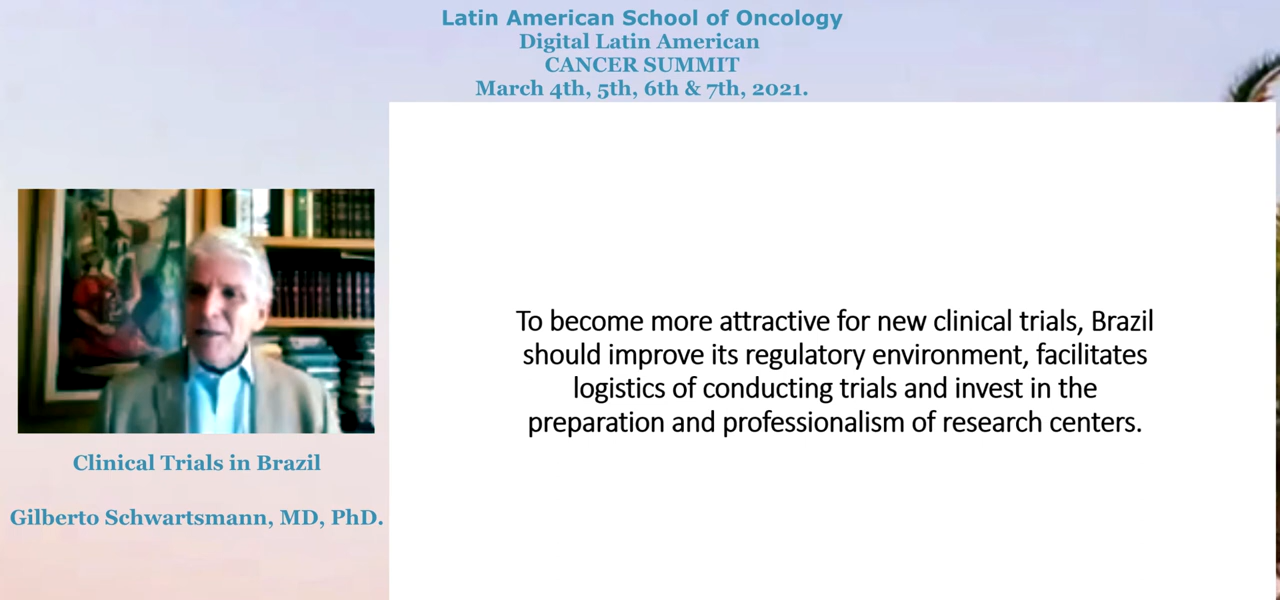 Latin American School of Oncology
Digital Latin American
CANCER SUMMIT
March 4th, 5th, 6th & 7th, 2021.
To become more attractive for new clinical trials, Brazil
should improve its regulatory environment, facilitates
logistics of conducting trials and invest in the
preparation and professionalism of research centers.
Clinical Trials in Brazil
Gilberto Schwartsmann, MD, PhD.